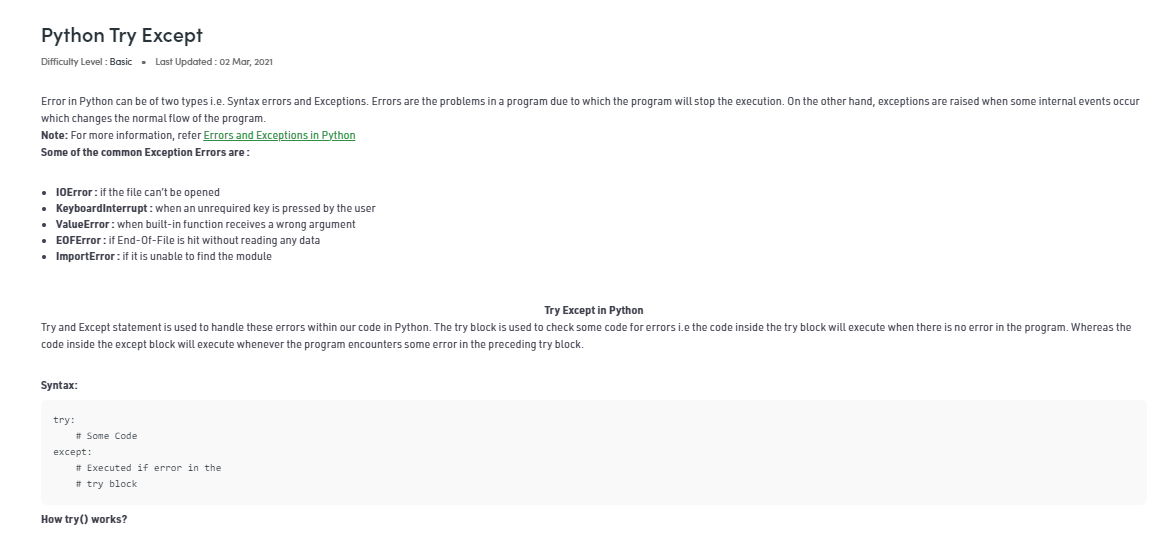 Python Try Except
Difficulty Level : Basic • Last Updated : 02 Mar, 2021
Error in Python can be of two types i.e. Syntax errors and Exceptions. Errors are the problems in a program due to which the program will stop the execution. On the other hand, exceptions are raised when some internal events occur
which changes the normal flow of the program.
Note: For more information, refer Errors and Exceptions in Python
Some of the common Exception Errors are :
• IOError : if the file can't be opened
• KeyboardInterrupt : when an unrequired key is pressed by the user
• ValueError : when built-in function receives a wrong argument
• EOFError : if End-Of-File is hit without reading any data
• ImportError : if it is unable to find the module
Try Except in Python
Try and Except statement is used to handle these errors within our code in Python. The try block is used to check some code for errors i.e the code inside the try block will execute when there is no error in the program. Whereas the
code inside the except block will execute whenever the program encounters some error in the preceding try block.
Syntax:
try:
    # Some Code
except:
    # Executed if error in the
    # try block
How try() works?